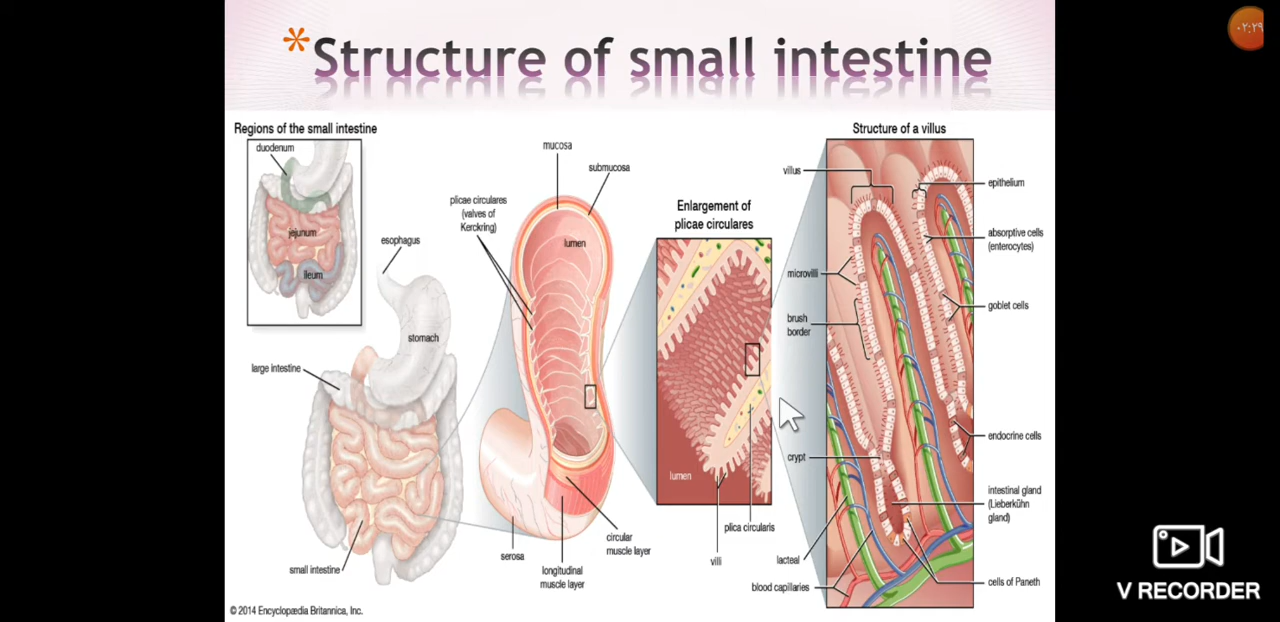 *Structure of small intestine
٠٢:٢٩
Regions of the small intestine
duodenum
jejunum
ileum
esophagus
stomach
large intestine
small intestine
mucosa
submucosa
plicae circulares
(valves of
Kerckring)
lumen
serosa
longitudinal
muscle layer
circular
muscle layer
Enlargement of
plicae circulares
lumen
villi
plica circularis
Structure of a villus
villus
epithelium
absorptive cells
(enterocytes)
microvilli
goblet cells
brush
border
endocrine cells
crypt
intestinal gland
(Lieberkühn
gland)
lacteal
blood capillaries
cells of Paneth
© 2014 Encyclopædia Britannica, Inc.
V RECORDER